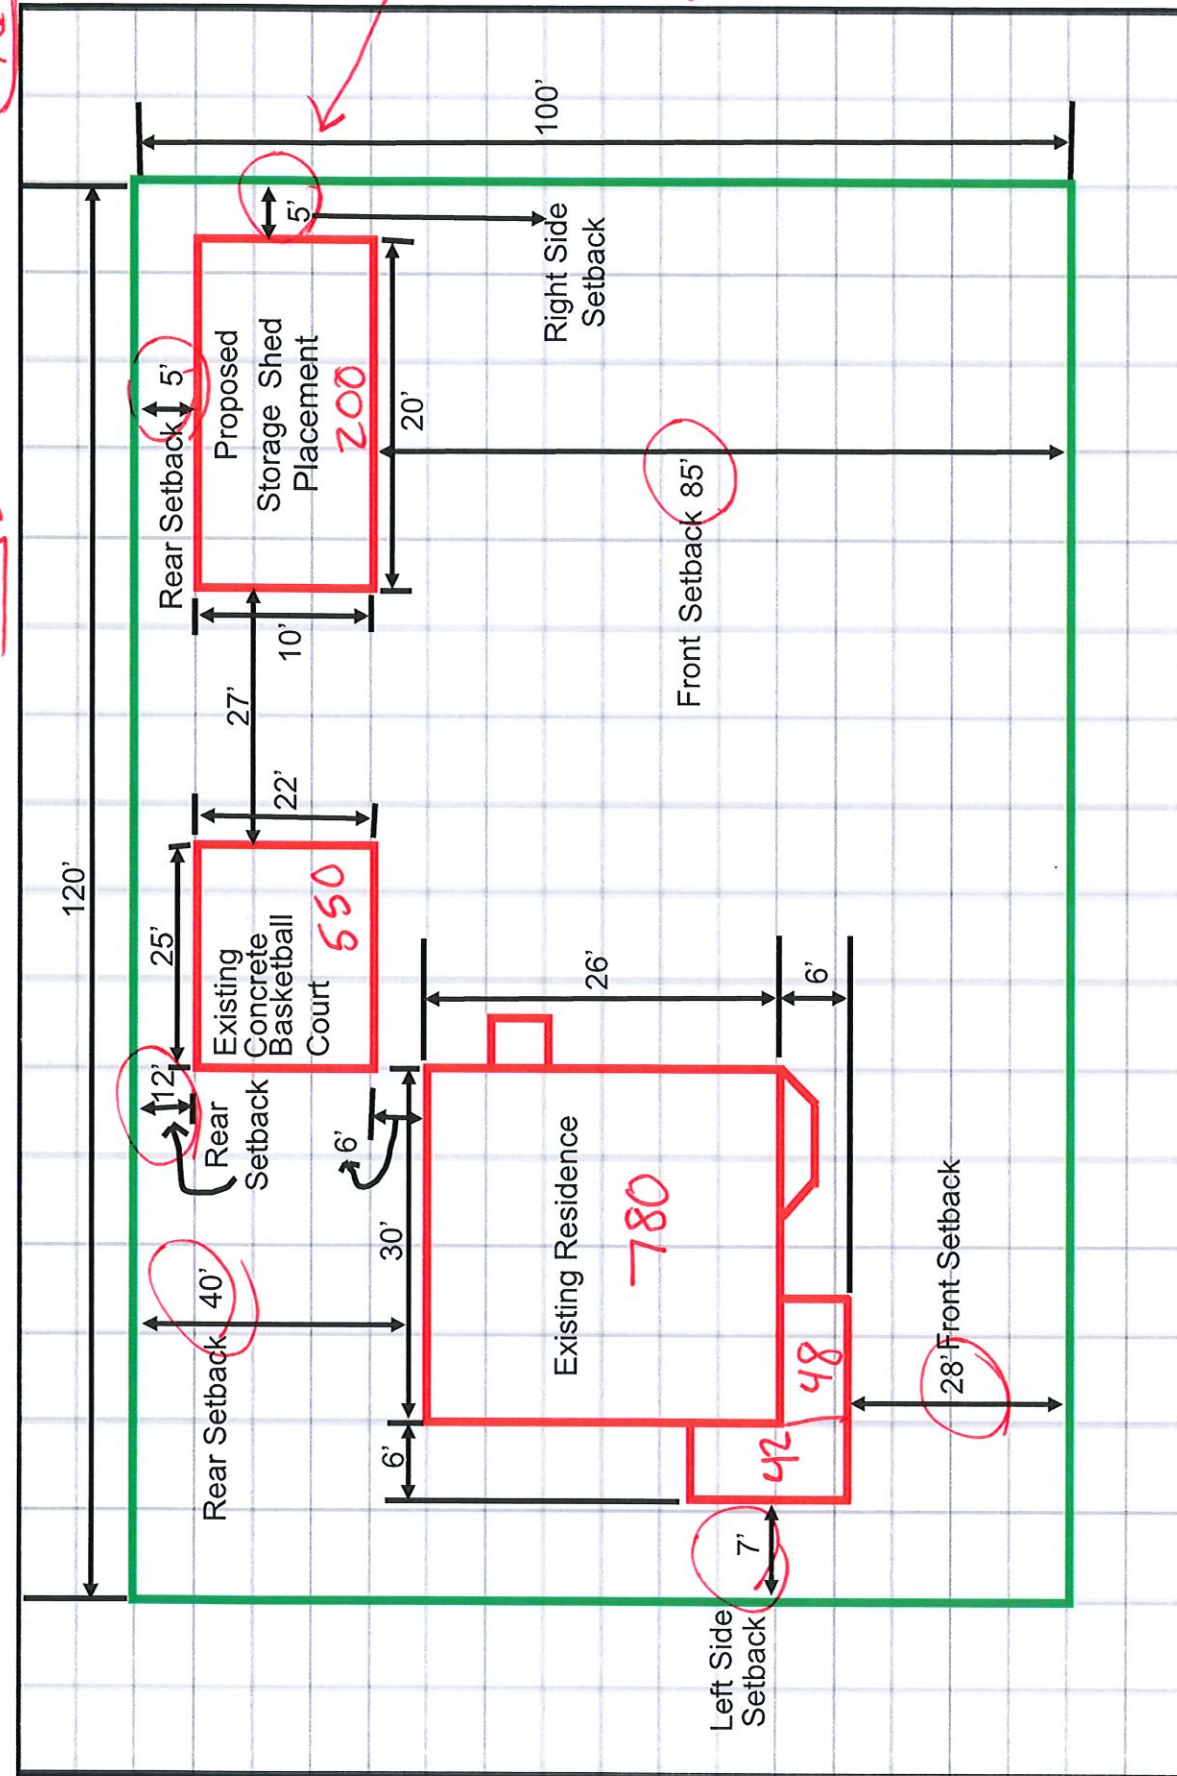 120'
100'
12'
25'
22'
27'
Rear Setback 5'
5'
Rear
Setback
Existing
Concrete
Basketball
Court
550
Proposed
Storage Shed
Placement
200
10'
20'
Right Side
Setback
Rear Setback 40'
6'
30'
6'
26'
6'
Existing Residence
780
Front Setback 85'
42
48
7'
Left Side
Setback
28' Front Setback